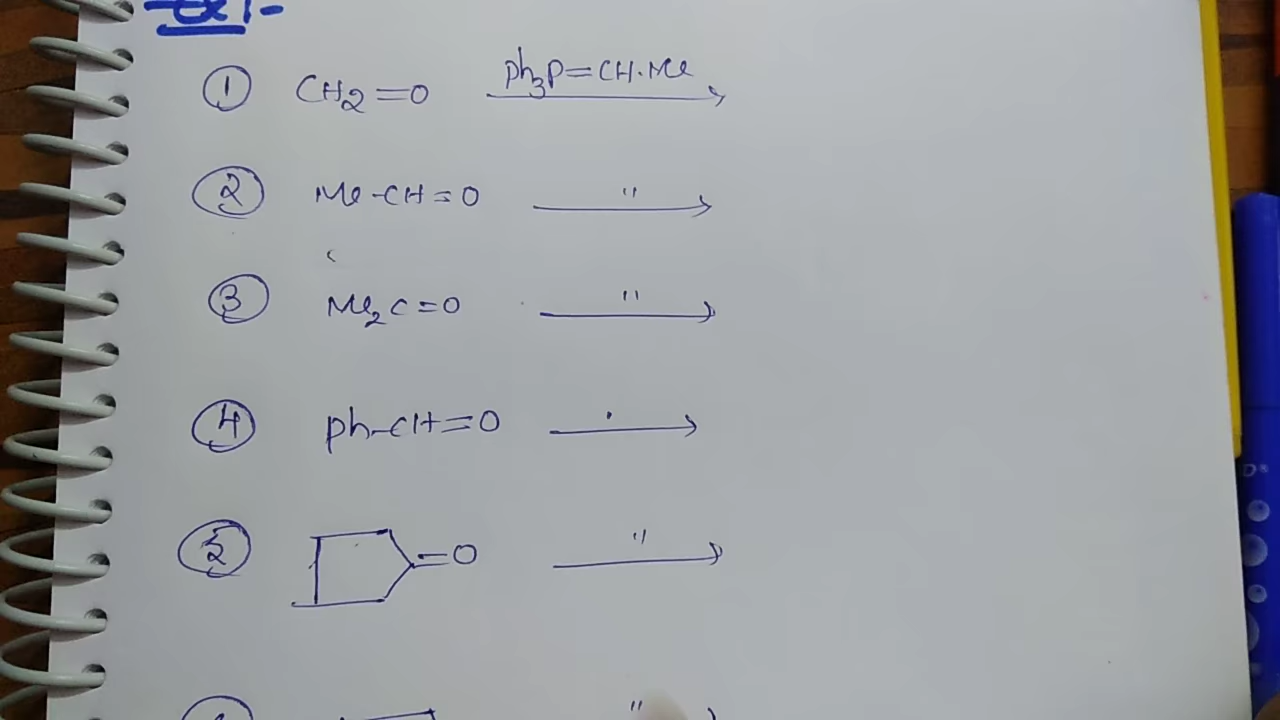 Ex:-
① CH₂=O ph₃P=CH·Me →
② Me-CH=O " →
③ Me₂C=O " →
④ ph-CH=O · →
⑤ =O " →
" →